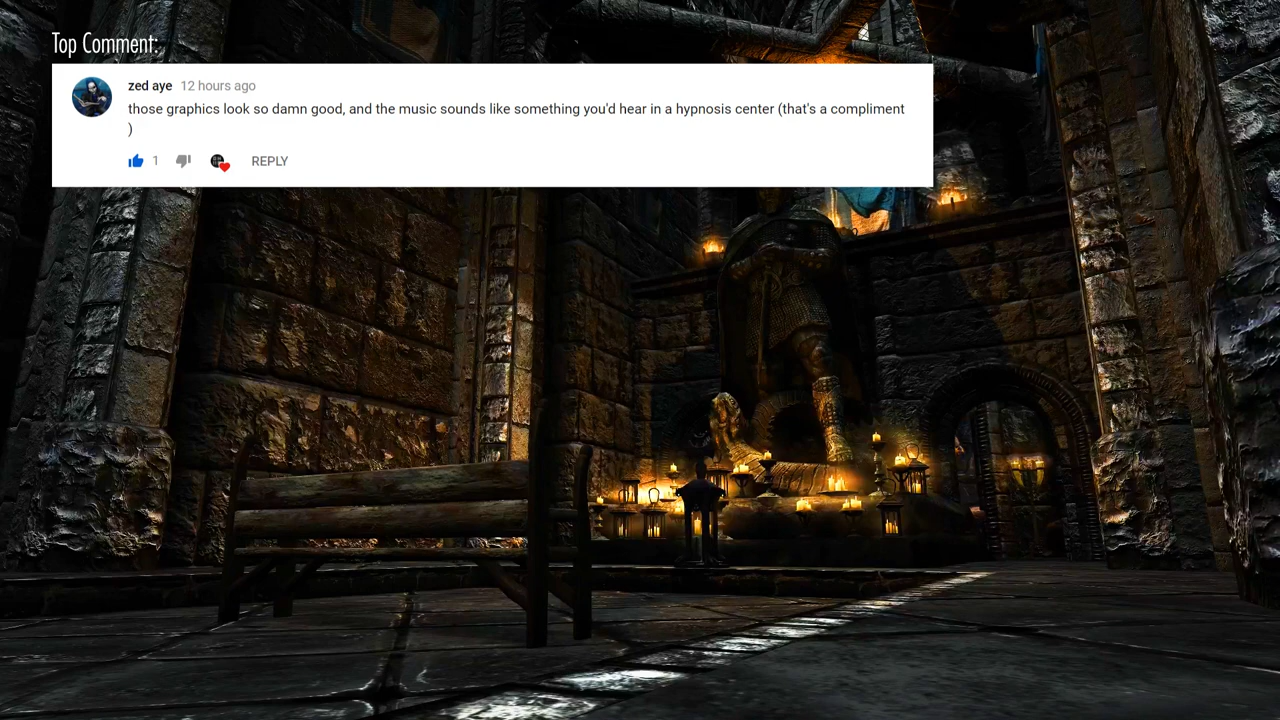 Top Comment:
zed aye 12 hours ago
those graphics look so damn good, and the music sounds like something you'd hear in a hypnosis center (that's a compliment
)
1 REPLY